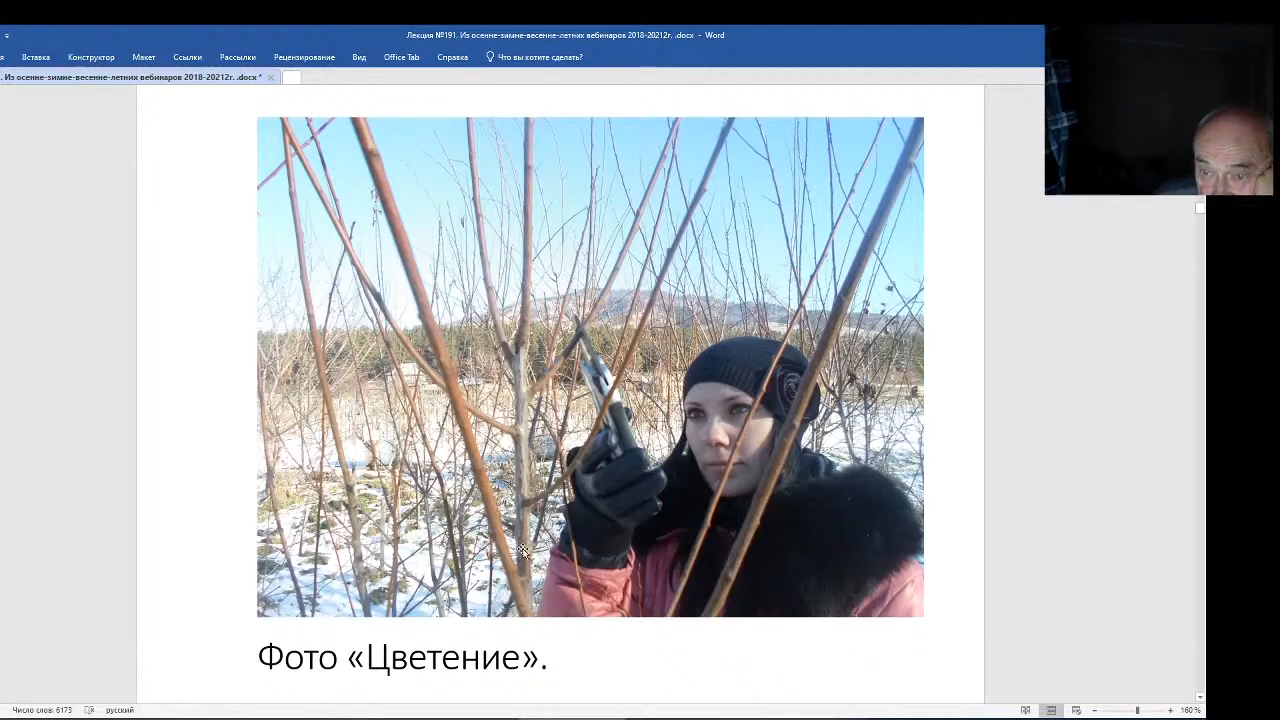 Лекция №191. Из осенне-зимне-весенне-летних вебинаров 2018-20212г. .docx - Word
я Вставка Конструктор Макет Ссылки Рассылки Рецензирование Вид Office Tab Справка Что вы хотите сделать?
. Из осенне-зимне-весенне-летних вебинаров 2018-20212г. .docx *
Фото «Цветение».
Число слов: 6173 русский 160 %